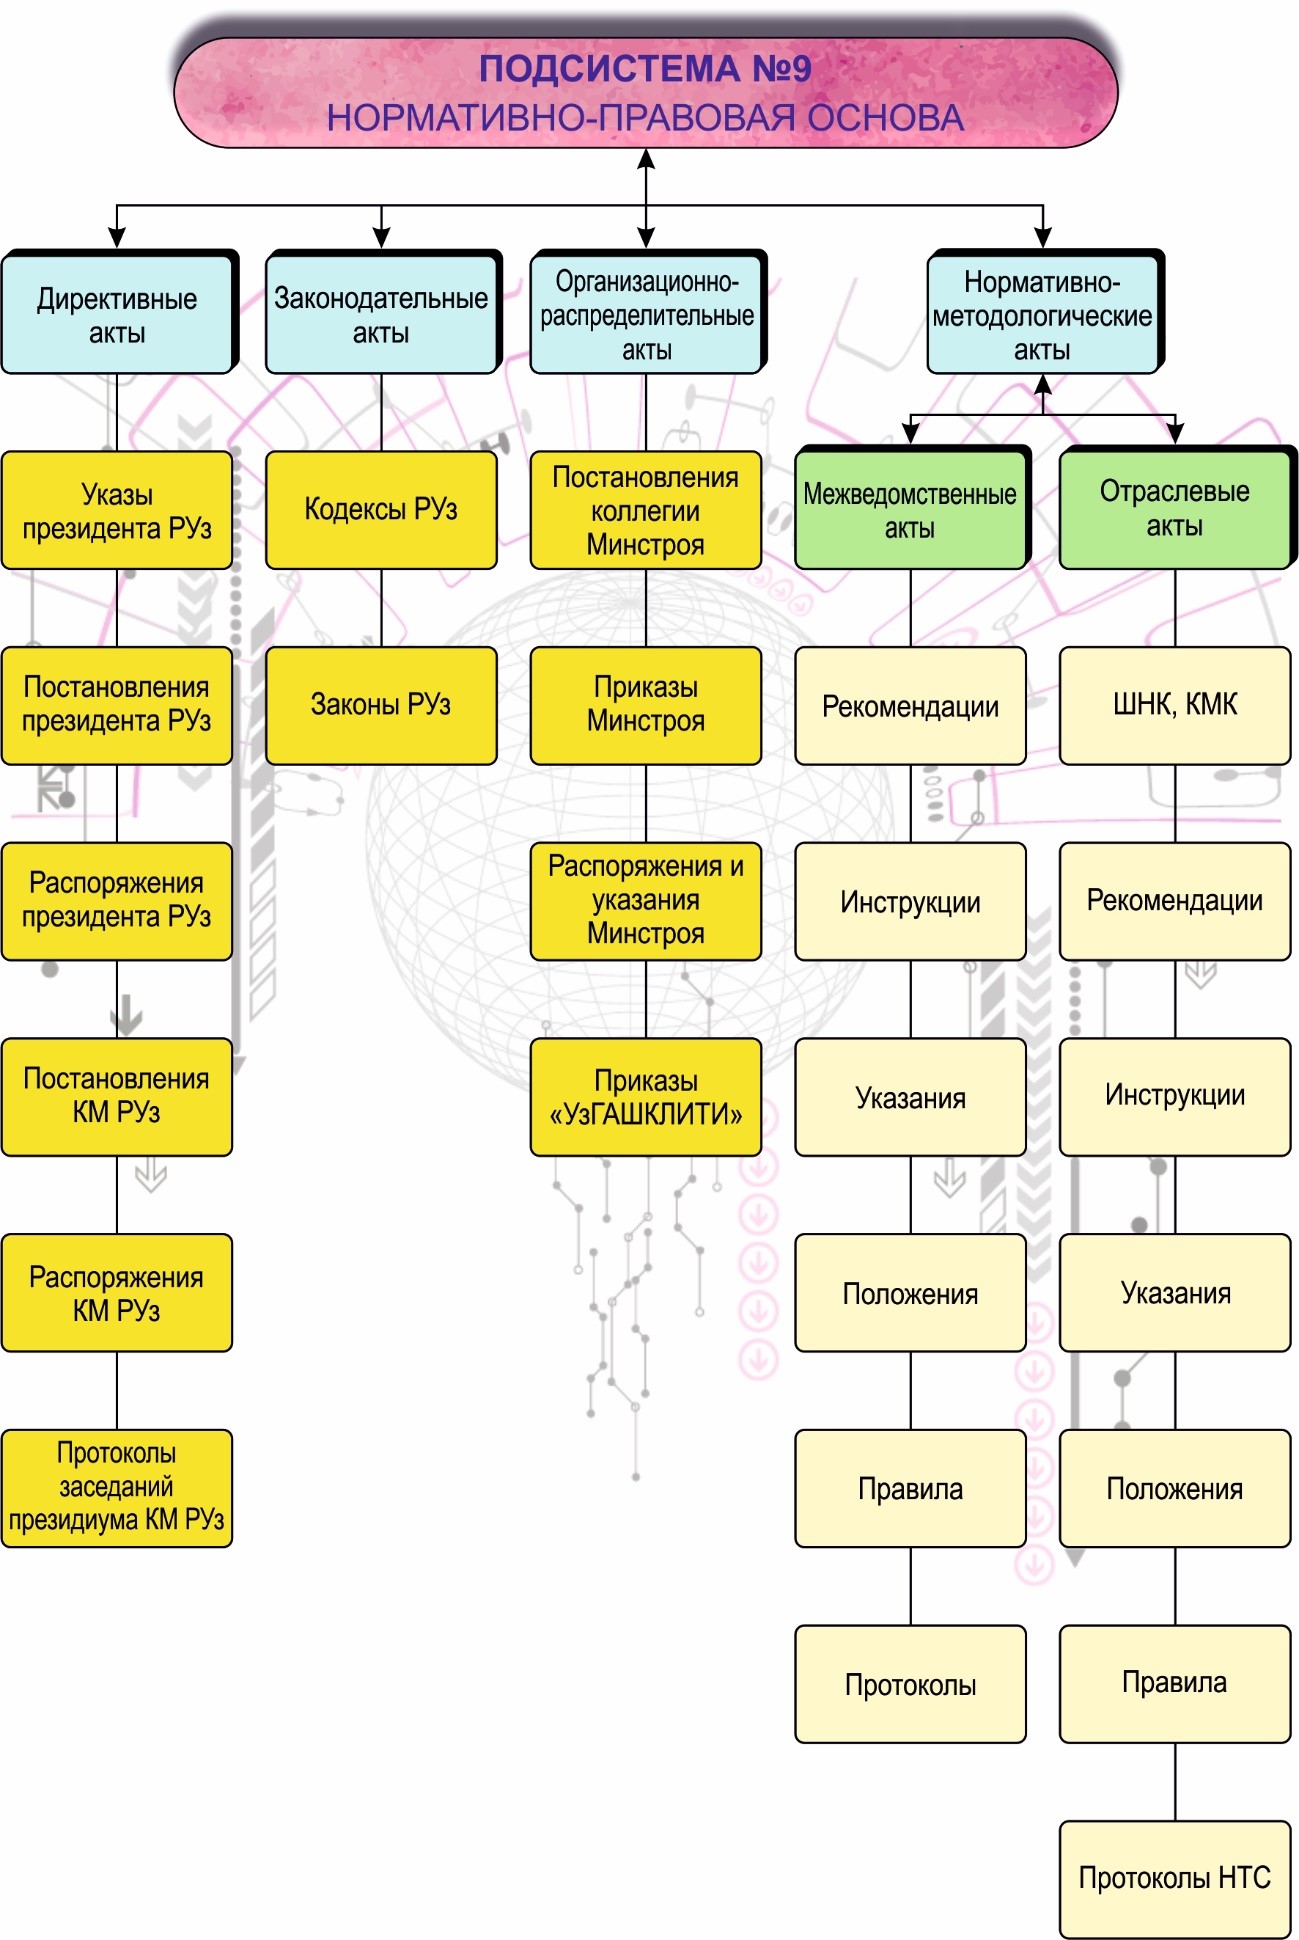 ПОДСИСТЕМА №9
НОРМАТИВНО-ПРАВОВАЯ ОСНОВА
Директивные
акты
Указы
президента РУз
Постановления
президента РУз
Распоряжения
президента РУз
Постановления
КМ РУз
Распоряжения
КМ РУз
Протоколы
заседаний
президиума КМ РУз
Законодательные
акты
Кодексы РУз
Законы РУз
Организационно-
распределительные
акты
Постановления
коллегии
Минстроя
Приказы
Минстроя
Распоряжения и
указания
Минстроя
Приказы
«УзГАШКЛИТИ»
Нормативно-
методологические
акты
Межведомственные
акты
Рекомендации
Инструкции
Указания
Положения
Правила
Протоколы
Отраслевые
акты
ШНК, КМК
Рекомендации
Инструкции
Указания
Положения
Правила
Протоколы НТС